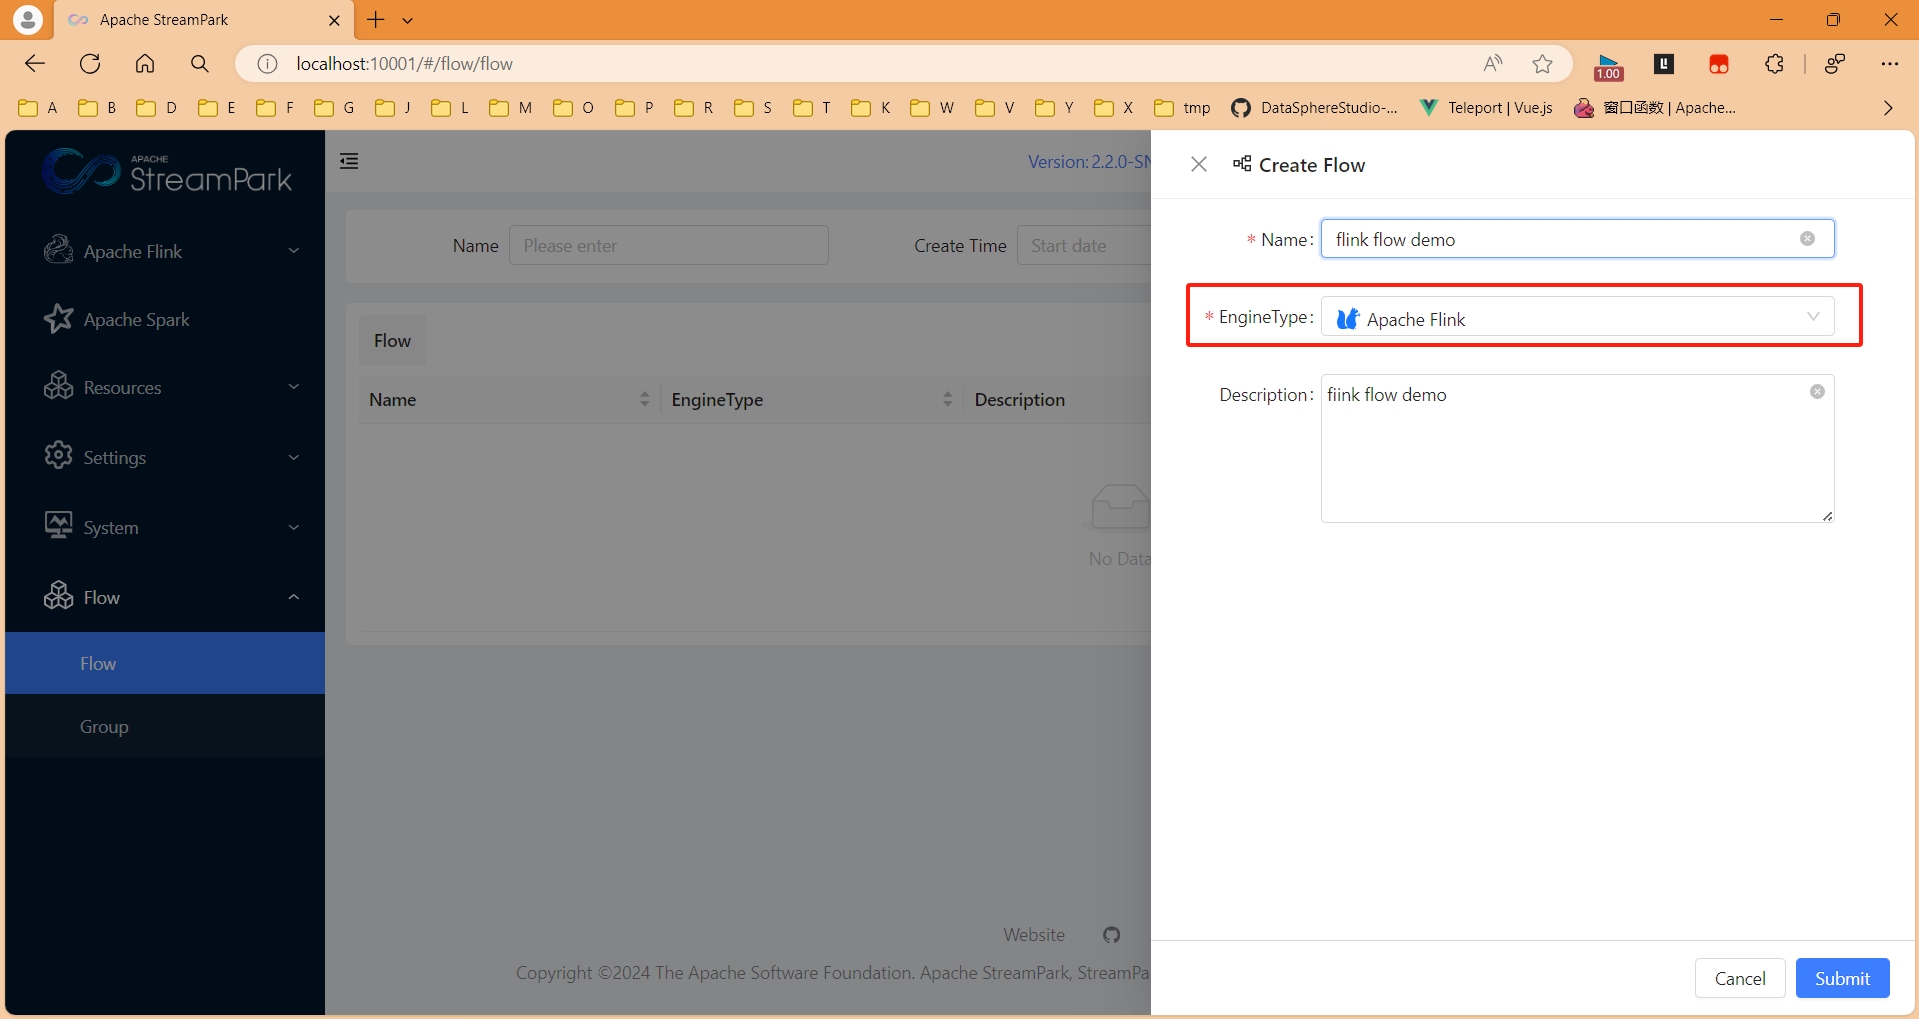 Apache StreamPark
localhost:10001/#/flow/flow
1.00
A B D E F G J L M O P R S T K W V Y X tmp DataSphereStudio-... Teleport | Vue.js 窗口函数 | Apache...
APACHE
StreamPark
Version: 2.2.0-SN
Create Flow
Apache Flink
Name Please enter
Create Time Start date
* Name: flink flow demo
Apache Spark
* EngineType: Apache Flink
Flow
Resources
Name EngineType Description
Description: fiink flow demo
Settings
System
No Data
Flow
Flow
Group
Website
Copyright ©2024 The Apache Software Foundation. Apache StreamPark, StreamPa
Cancel Submit